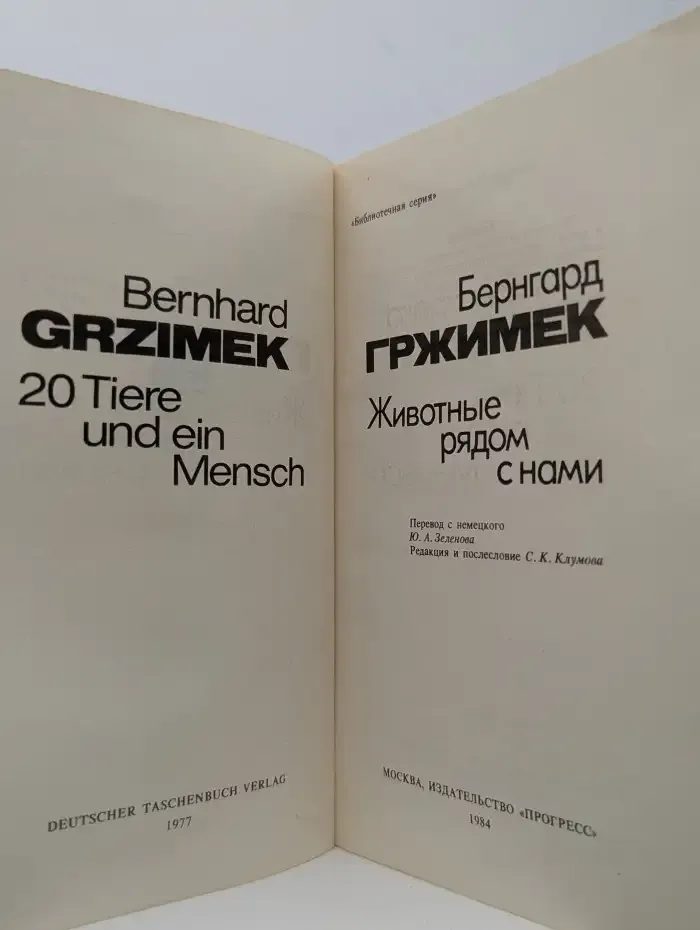 Bernhard
GRZIMEK
20 Tiere
und ein
Mensch
DEUTSCHER TASCHENBUCH VERLAG
1977
«Библиотечная серия»
Бернгард
ГРЖИМЕК
Животные
рядом
с нами
Перевод с немецкого
Ю. А. Зеленова
Редакция и послесловие С. К. Клумова
МОСКВА, ИЗДАТЕЛЬСТВО «ПРОГРЕСС»
1984